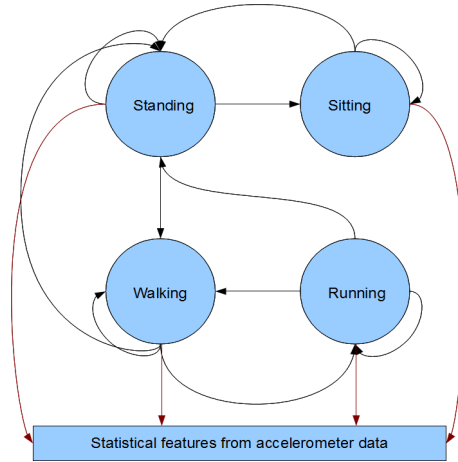 Standing
Sitting
Walking
Running
Statistical features from accelerometer data